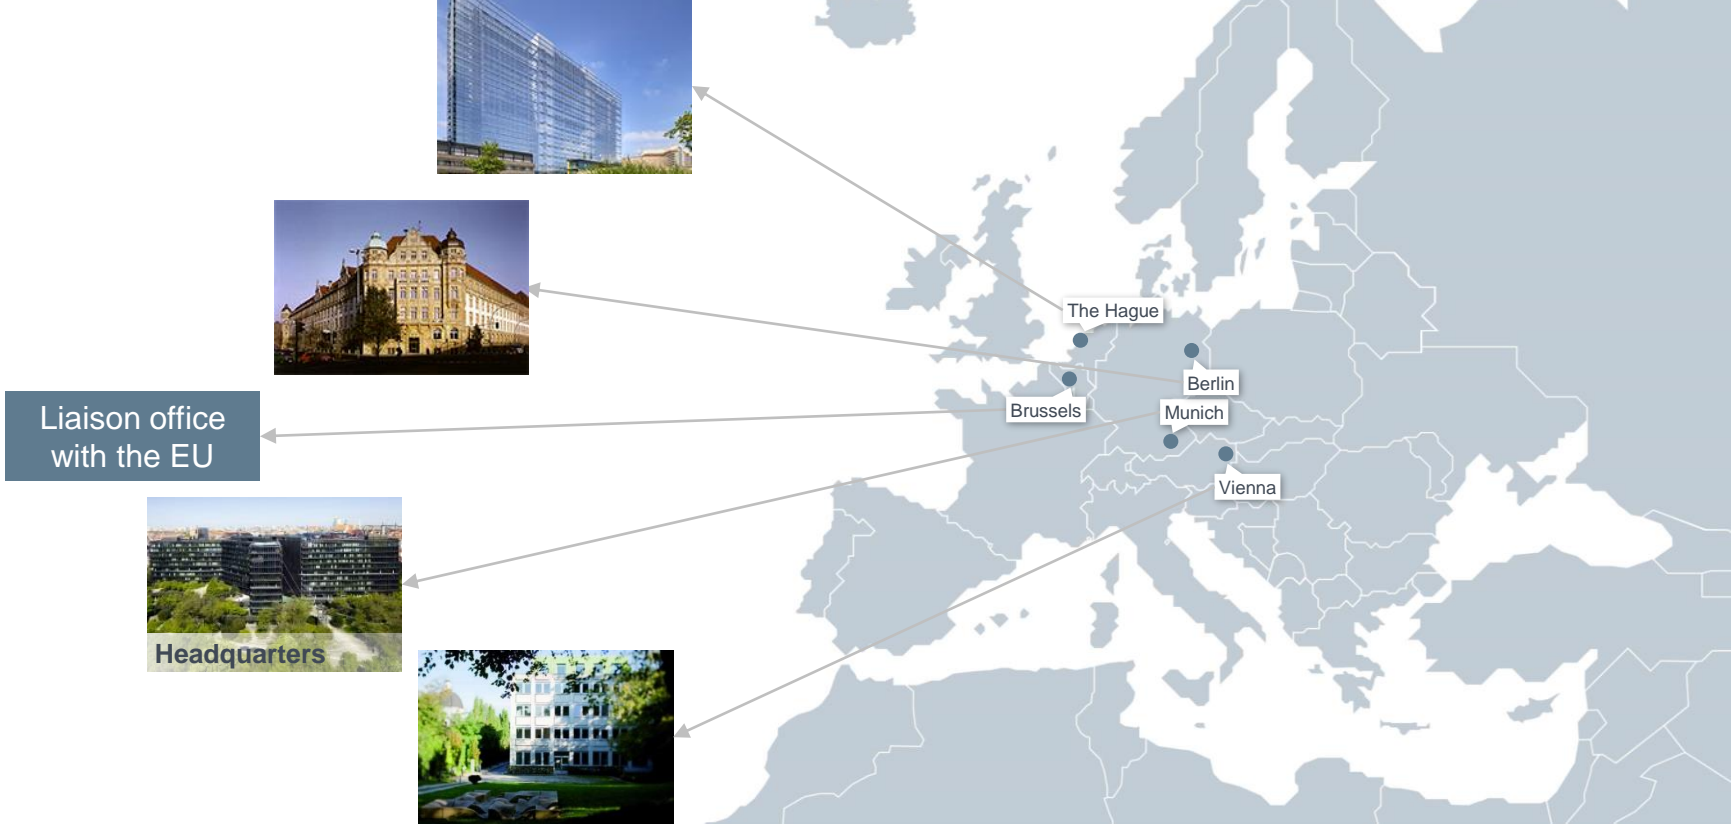 The Hague
Berlin
Brussels
Munich
Liaison office
with the EU
Vienna
Headquarters